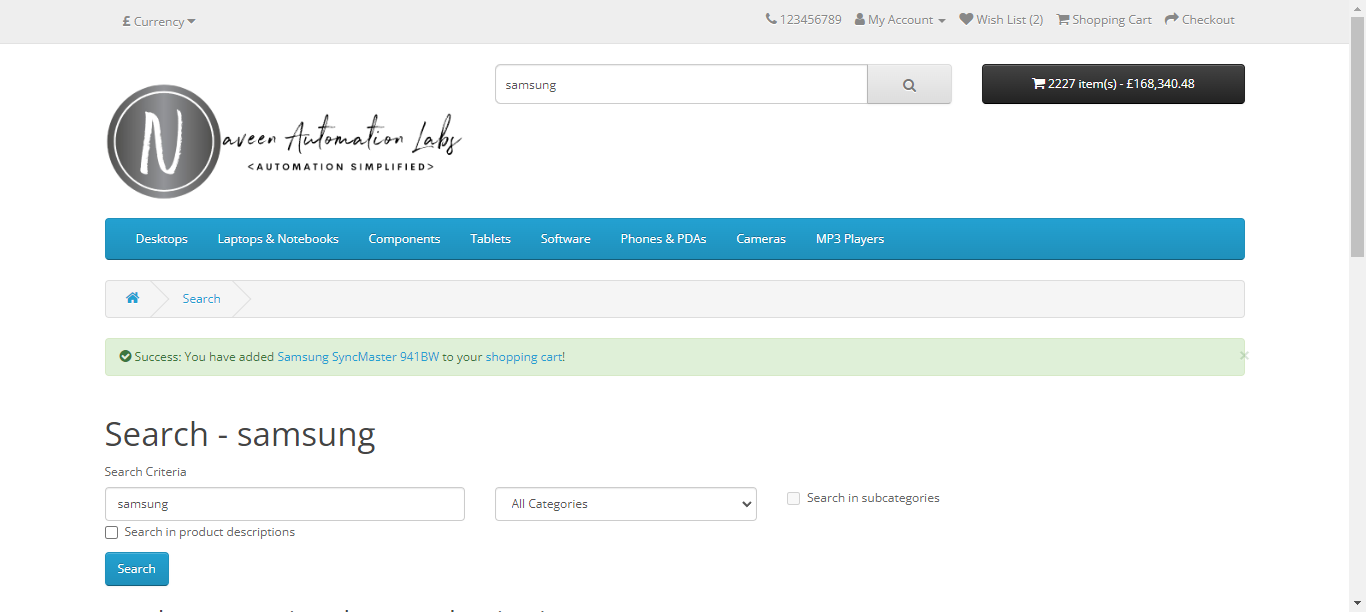 £ Currency
123456789 My Account Wish List (2) Shopping Cart Checkout
samsung
2227 item(s) - £168,340.48
N
aveen Automation Labs
<AUTOMATION SIMPLIFIED>
Desktops Laptops & Notebooks Components Tablets Software Phones & PDAs Cameras MP3 Players
Search
Success: You have added Samsung SyncMaster 941BW to your shopping cart! ×
Search - samsung
Search Criteria
samsung All Categories Search in subcategories
Search in product descriptions
Search